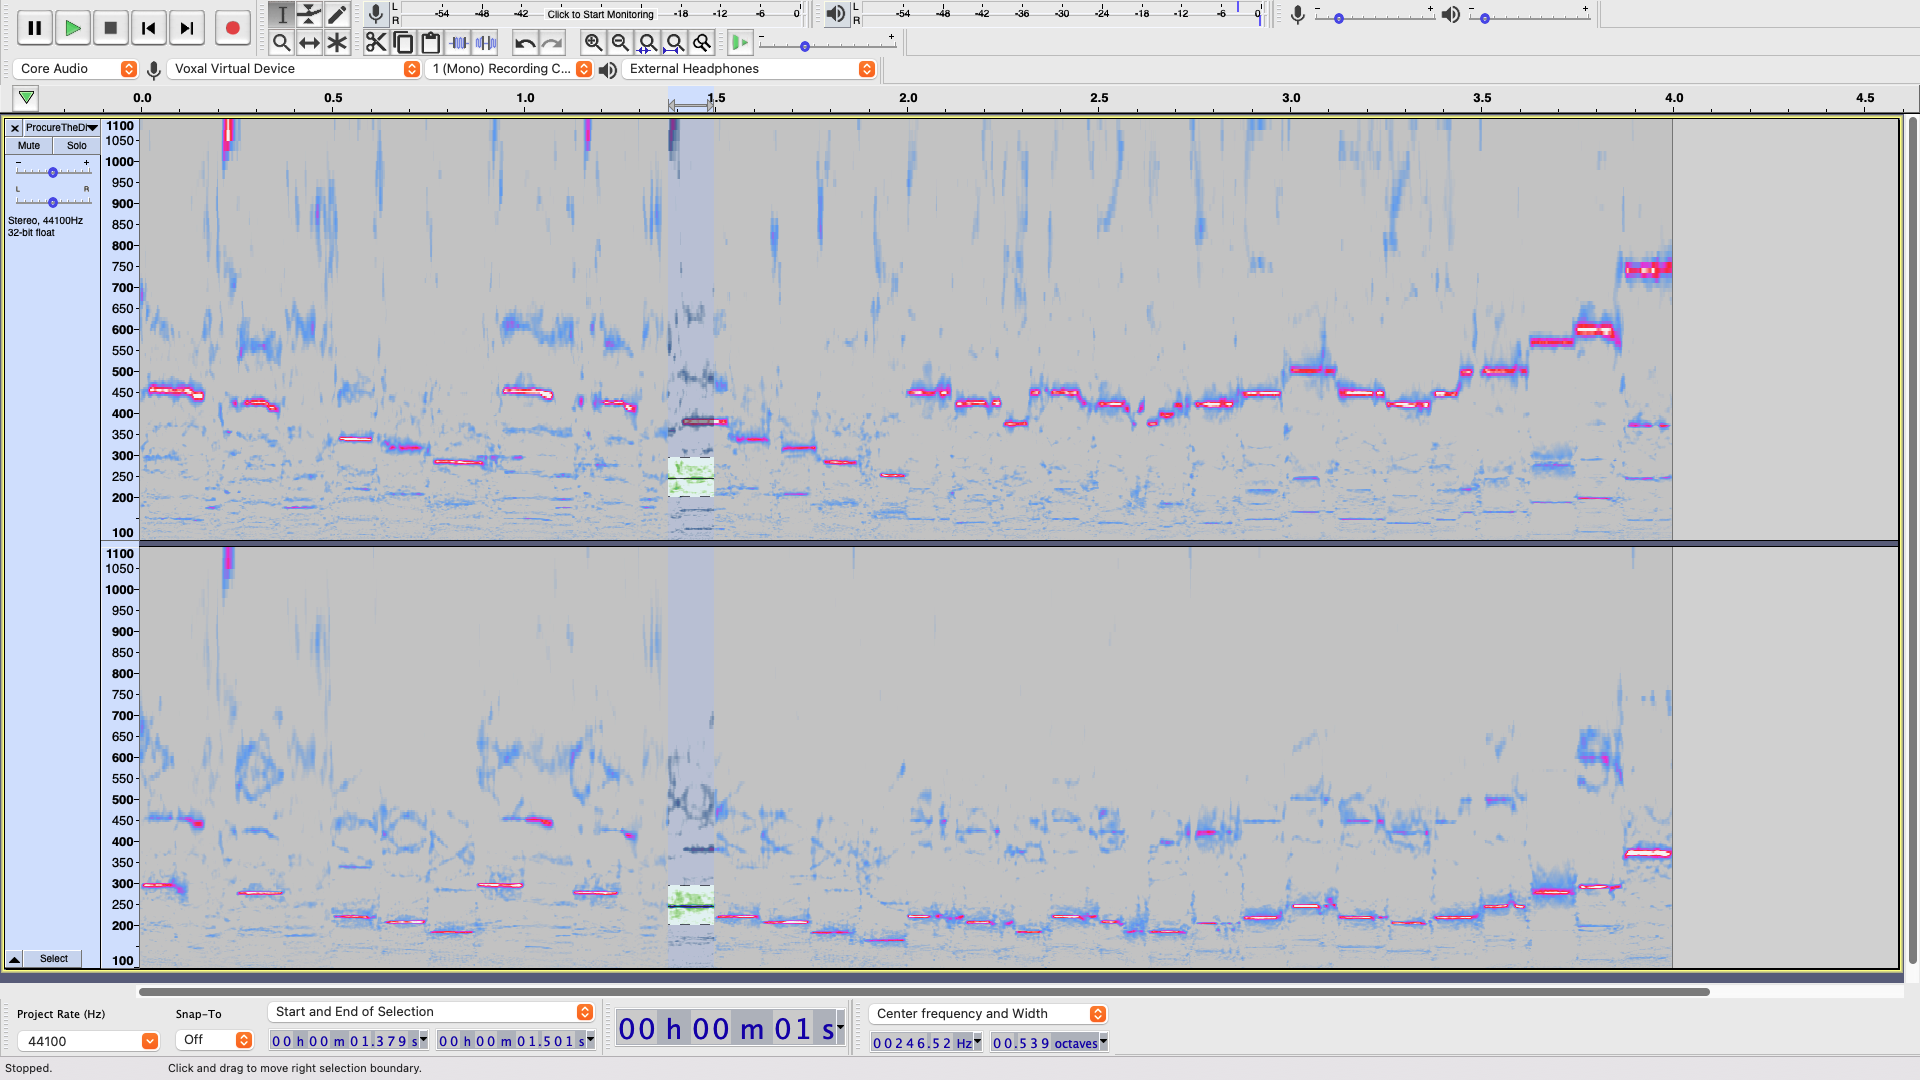 L
R
-54 -48 -42 Click to Start Monitoring -18 -12 -6 0
L
R
-54 -48 -42 -36 -30 -24 -18 -12 -6 0
- +
- +
- +
Core Audio
Voxal Virtual Device
1 (Mono) Recording C...
External Headphones
0.0 0.5 1.0 1.5 2.0 2.5 3.0 3.5 4.0 4.5
ProcureTheDi
Mute Solo
- +
L R
Stereo, 44100Hz
32-bit float
1100
1050
1000
950
900
850
800
750
700
650
600
550
500
450
400
350
300
250
200
100
1100
1050
1000
950
900
850
800
750
700
650
600
550
500
450
400
350
300
250
200
100
Select
Project Rate (Hz)
44100
Snap-To
Off
Start and End of Selection
00 h 00 m 01.379 s
00 h 00 m 01.501 s
00 h 00 m 01 s
Center frequency and Width
00246.52 Hz
00.539 octaves
Stopped.
Click and drag to move right selection boundary.